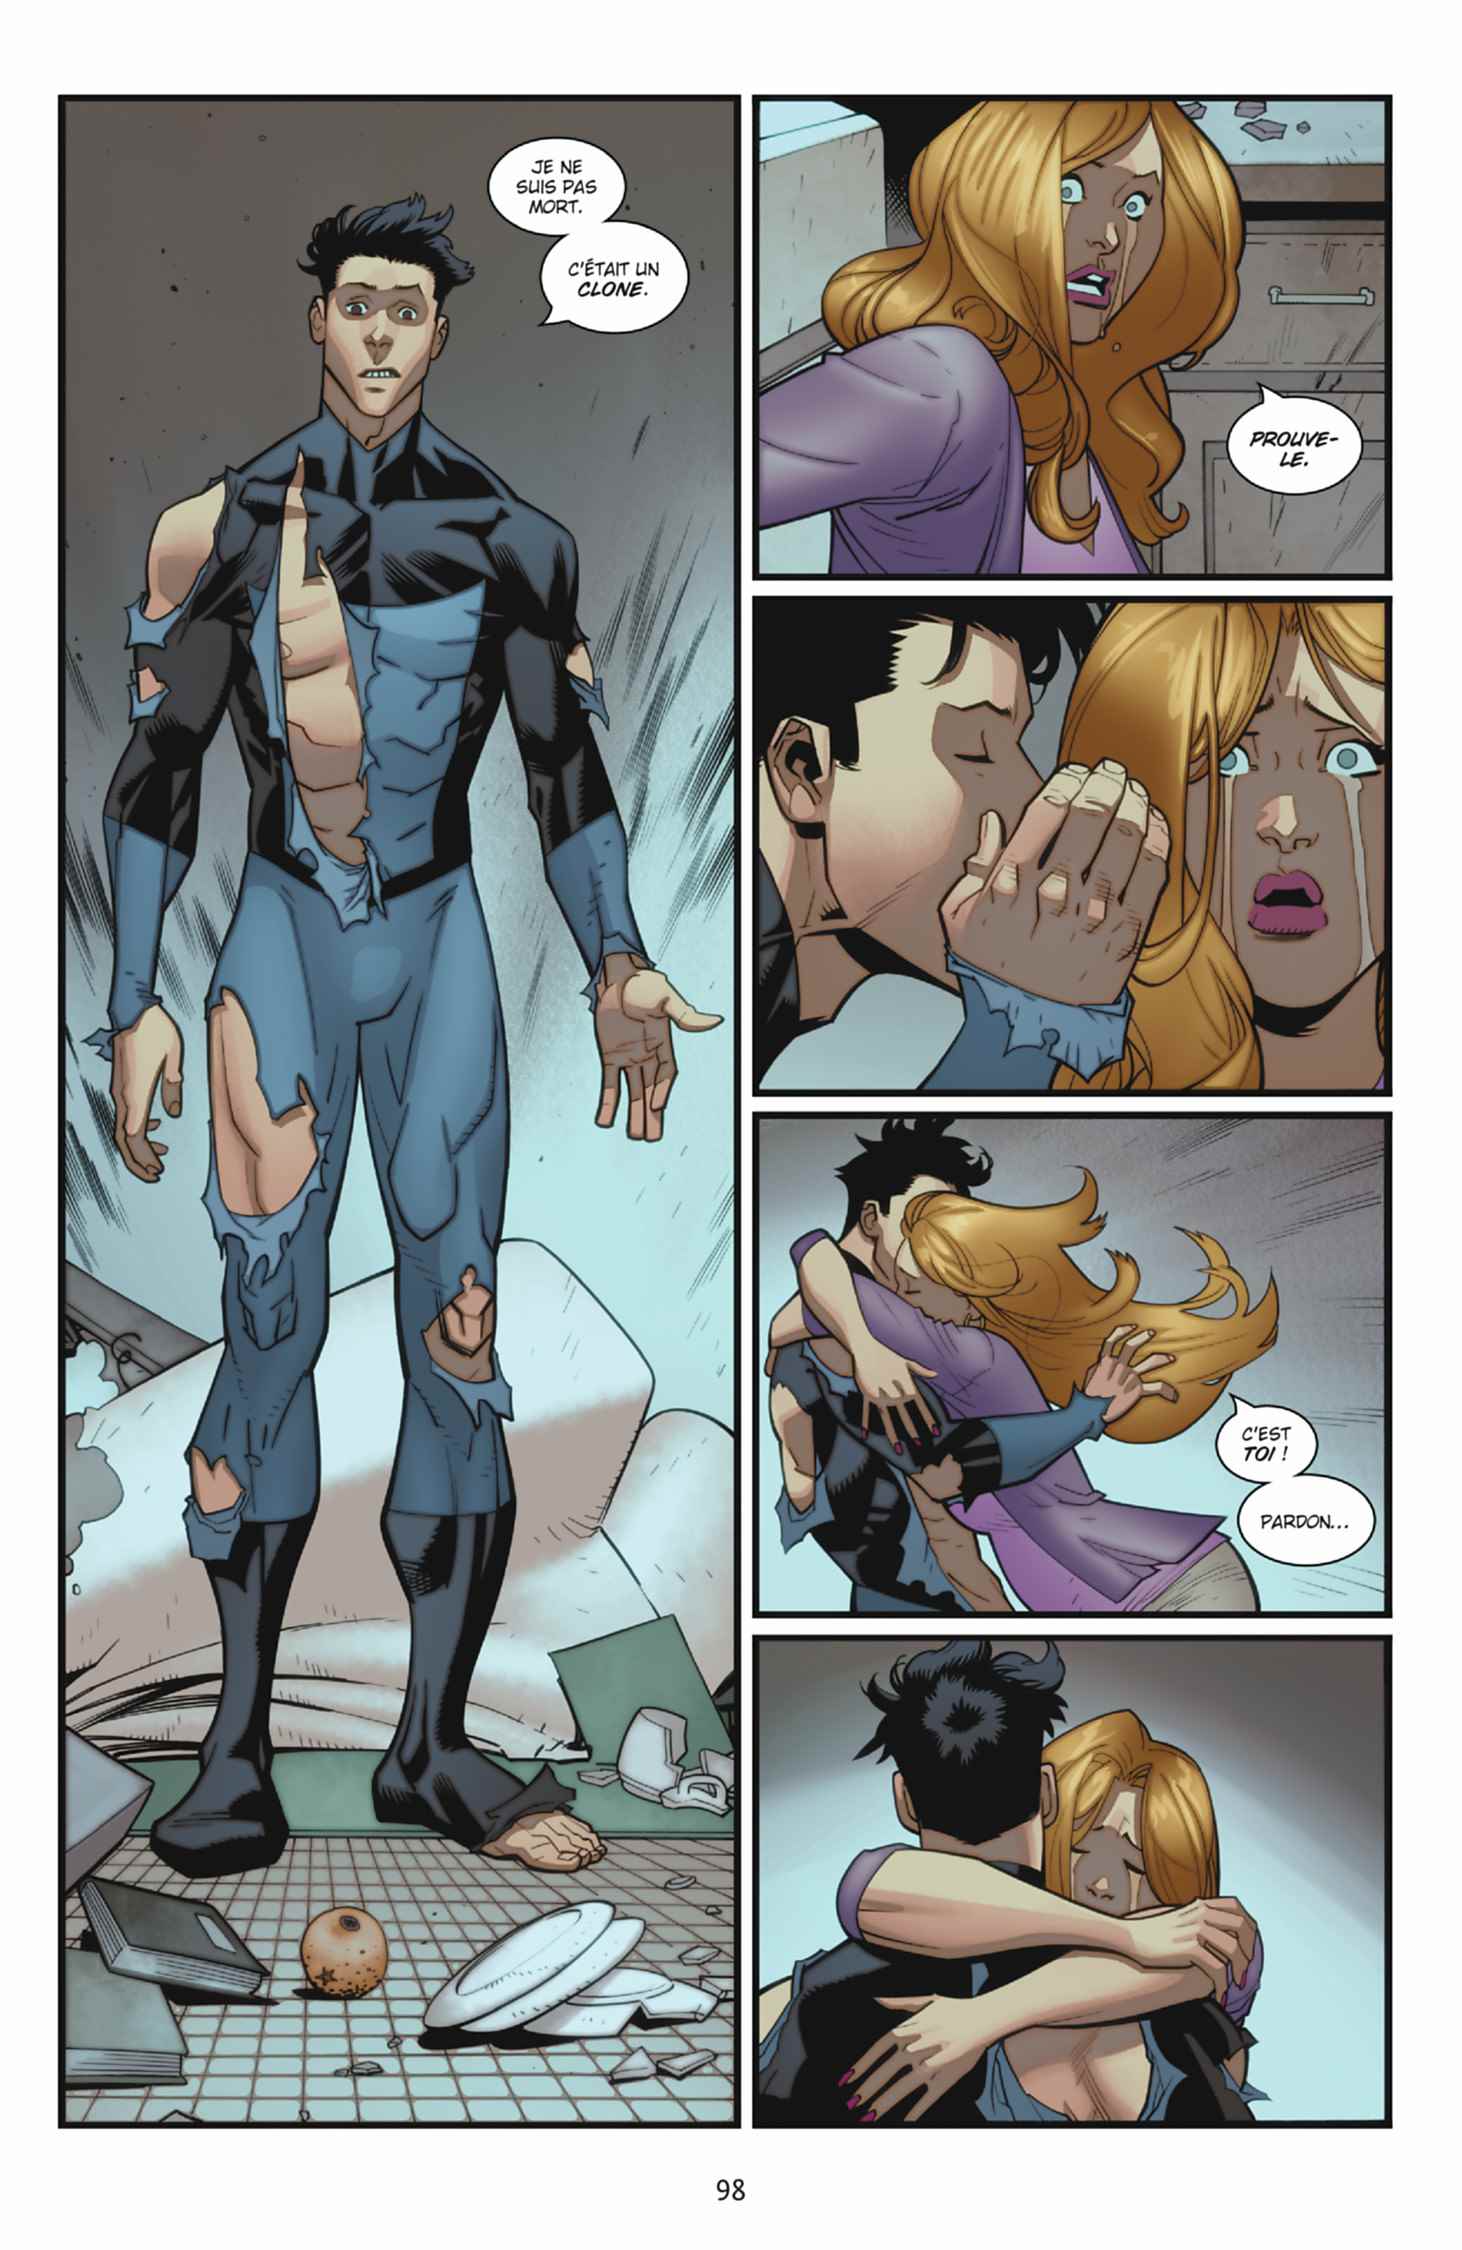 JE NE
SUIS PAS
MORT.
C'ÉTAIT UN
CLONE.
PROUVE-
LE.
C'EST
TOI !
PARDON...
98